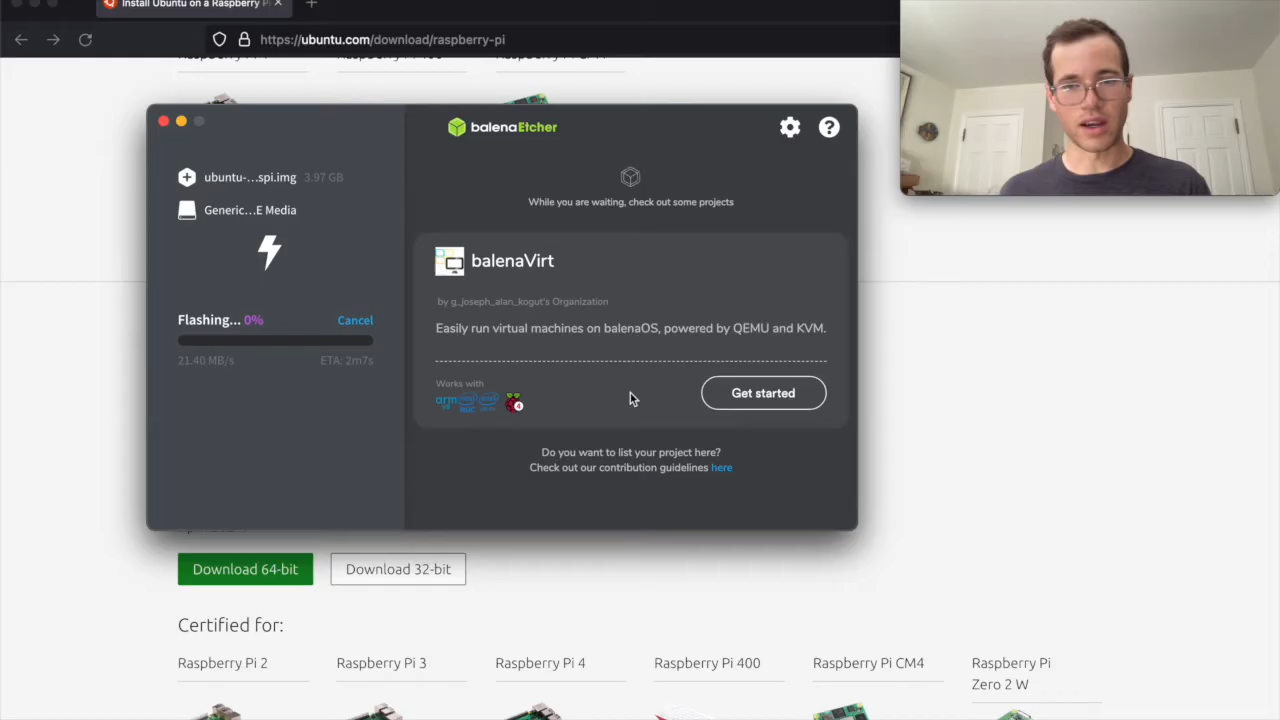 Install Ubuntu on a Raspberry P
https://ubuntu.com/download/raspberry-pi
balenaEtcher
ubuntu-...spi.img 3.97 GB
Generic...E Media
Flashing... 0% Cancel
21.40 MB/s ETA: 2m7s
While you are waiting, check out some projects
balenaVirt
by g_joseph_alan_kogut's Organization
Easily run virtual machines on balenaOS, powered by QEMU and KVM.
Works with
Get started
Do you want to list your project here?
Check out our contribution guidelines here
Download 64-bit Download 32-bit
Certified for:
Raspberry Pi 2 Raspberry Pi 3 Raspberry Pi 4 Raspberry Pi 400 Raspberry Pi CM4 Raspberry Pi
Zero 2 W